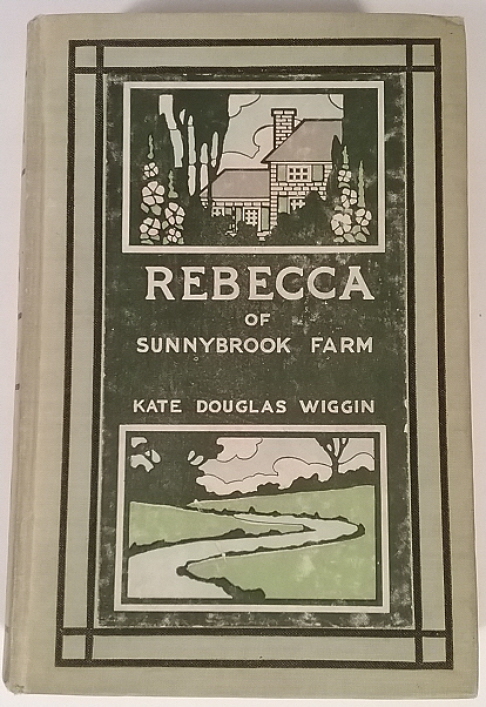 REBECCA
OF
SUNNYBROOK FARM
KATE DOUGLAS WIGGIN